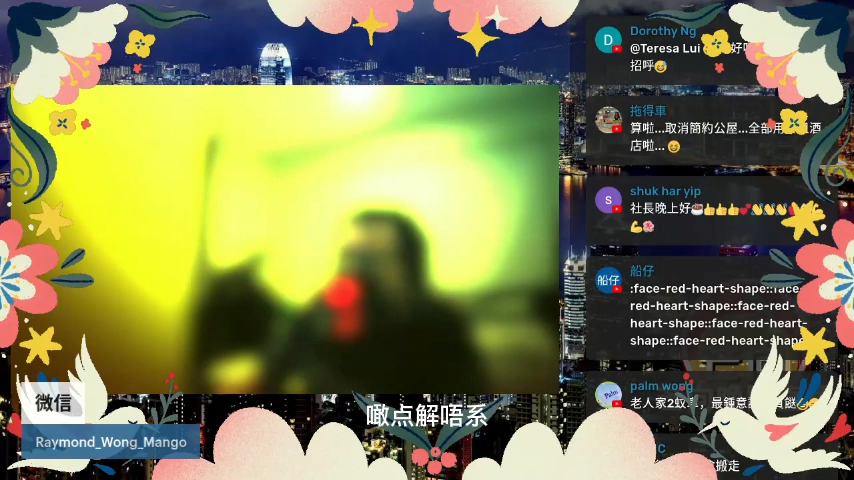 微信
Raymond_Wong_Mango
噉点解唔系
Dorothy Ng
@Teresa Lui
招呼😅
拖得車
算啦...取消簡約公屋...全部用
店啦...😆
shuk har yip
社長晚上好☕👍👍👍💕👏👏👏
💪🌸
船仔
:face-red-heart-shape::face-
red-heart-shape::face-red-
heart-shape::face-red-heart-
shape::face-red-heart-shape
palm wong
老人家2蚊
搬走